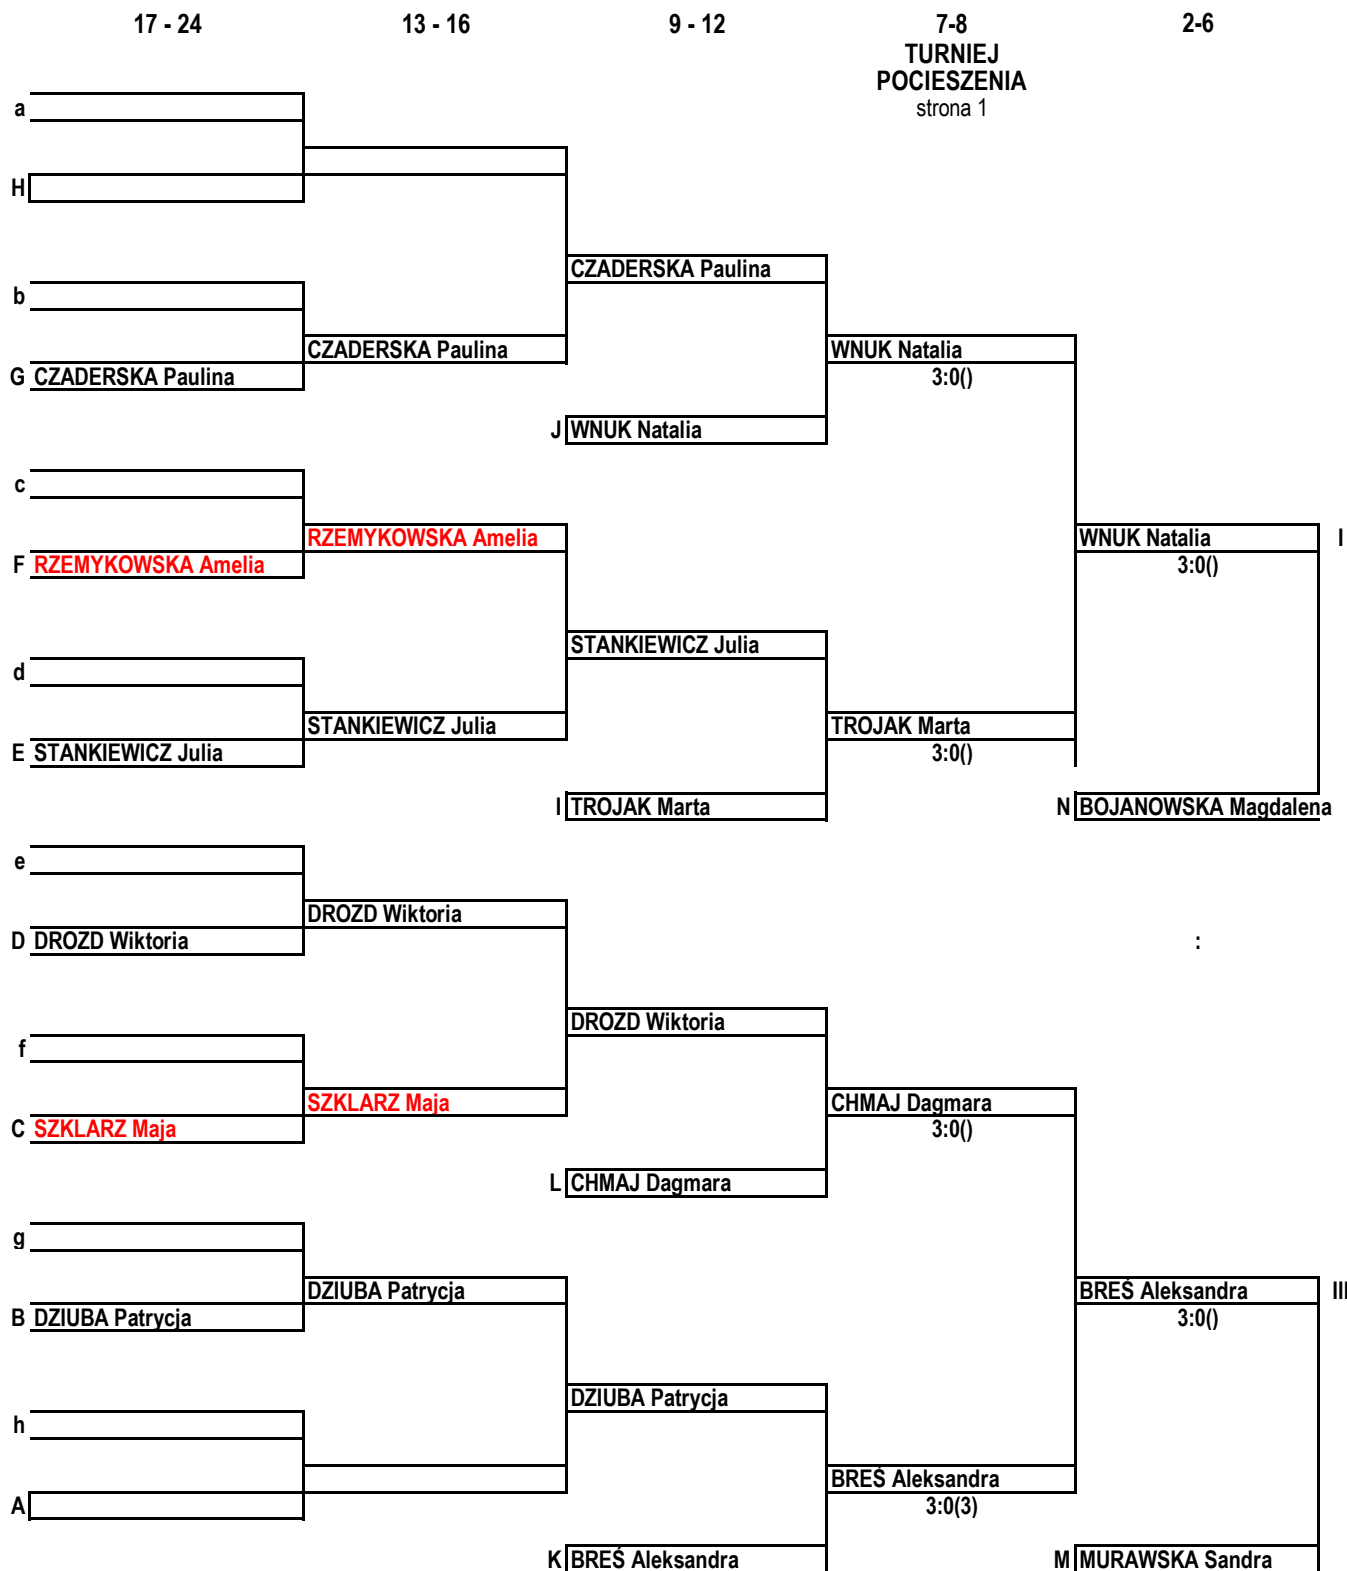 17 - 24 13 - 16 9 - 12 7-8 2-6
TURNIEJ
POCIESZENIA
strona 1
a
H
CZADERSKA Paulina
b
CZADERSKA Paulina WNUK Natalia
G CZADERSKA Paulina 3:0()
J WNUK Natalia
c
RZEMYKOWSKA Amelia WNUK Natalia I
F RZEMYKOWSKA Amelia 3:0()
STANKIEWICZ Julia
d
STANKIEWICZ Julia TROJAK Marta
E STANKIEWICZ Julia 3:0()
I TROJAK Marta N BOJANOWSKA Magdalena
e
DROZD Wiktoria
D DROZD Wiktoria :
DROZD Wiktoria
f
SZKLARZ Maja CHMAJ Dagmara
C SZKLARZ Maja 3:0()
L CHMAJ Dagmara
g
DZIUBA Patrycja BREŚ Aleksandra III
B DZIUBA Patrycja 3:0()
DZIUBA Patrycja
h
BREŚ Aleksandra
A 3:0(3)
K BREŚ Aleksandra M MURAWSKA Sandra